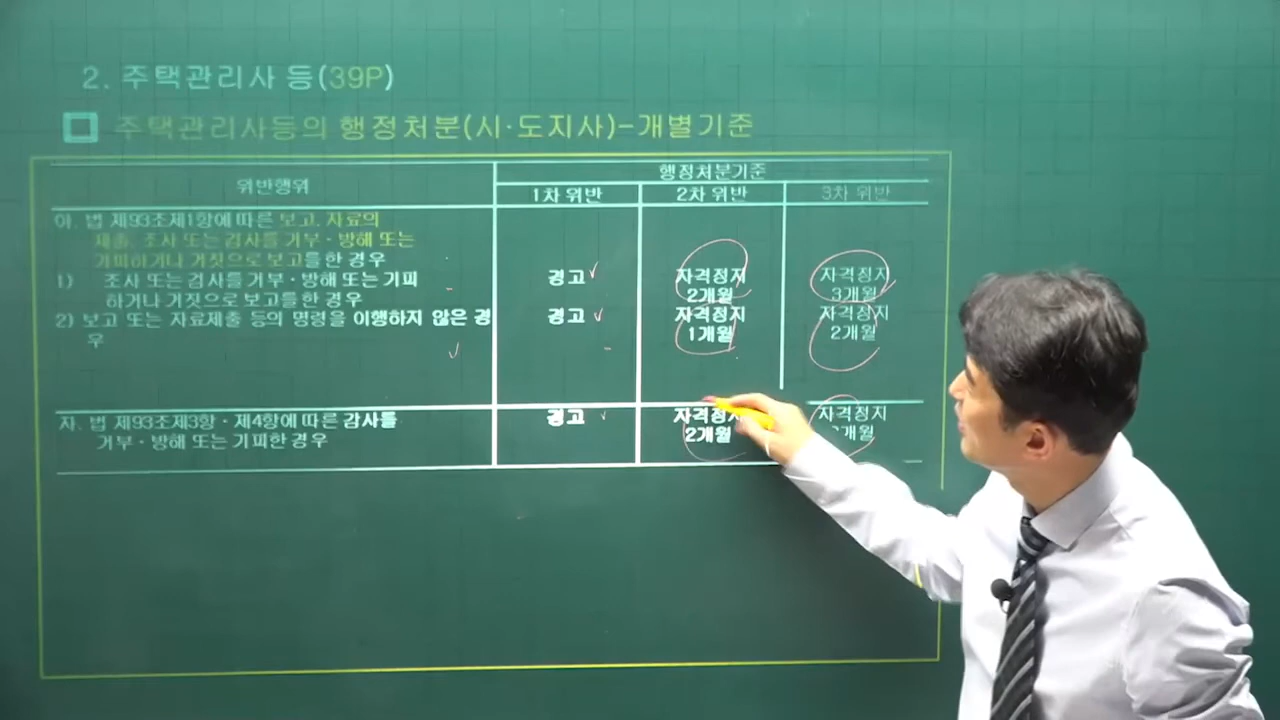 2. 주택관리사 등(39P)
주택관리사등의 행정처분(시·도지사)-개별기준
위반행위
행정처분기준
1차 위반
2차 위반
3차 위반
아. 법 제93조제1항에 따른 보고, 자료의
제출, 조사 또는 검사를 거부·방해 또는
기피하거나 거짓으로 보고를 한 경우
1) 조사 또는 검사를 거부·방해 또는 기피
하거나 거짓으로 보고를 한 경우
경고
자격정지
2개월
자격정지
3개월
2) 보고 또는 자료제출 등의 명령을 이행하지 않은 경
우
경고
자격정지
1개월
자격정지
2개월
자. 법 제93조제3항·제4항에 따른 감사를
거부·방해 또는 기피한 경우
경고
자격정지
2개월
자격정지
개월